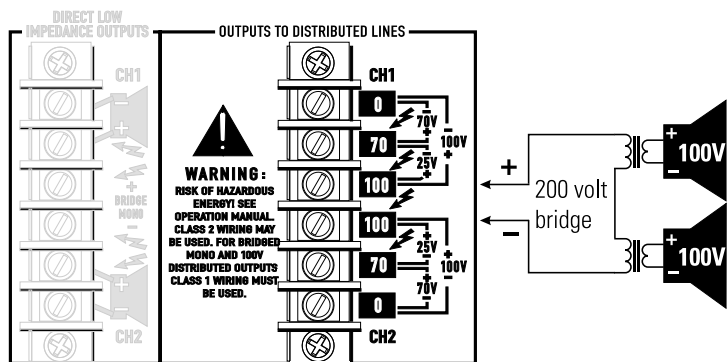 DIRECT LOW
IMPEDANCE OUTPUTS
CH1
-
+
+
BRIDGE
MONO
-
+
-
CH2
OUTPUTS TO DISTRIBUTED LINES
WARNING:
RISK OF HAZARDOUS
ENERGY! SEE
OPERATION MANUAL.
CLASS 2 WIRING MAY
BE USED. FOR BRIDGED
MONO AND 100V
DISTRIBUTED OUTPUTS
CLASS 1 WIRING MUST
BE USED.
CH1
0
70
100
100
70
0
CH2
- 70V +
- 25V +
- 100V +
+ 25V -
+ 70V -
+ 100V -
+
200 volt
bridge
-
+
100V
-
+
100V
-